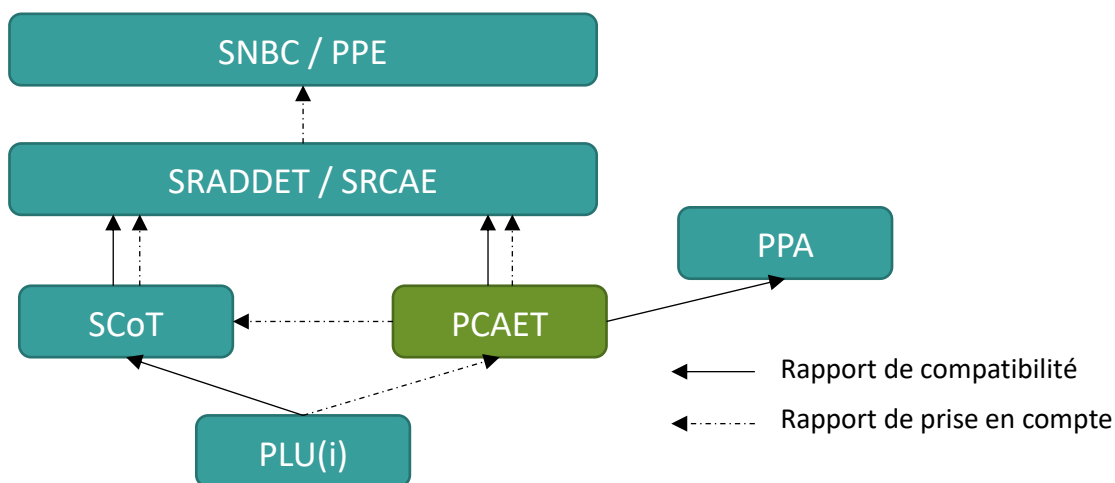 SNBC / PPE
SRADDET / SRCAE
PPA
SCoT
PCAET
Rapport de compatibilité
Rapport de prise en compte
PLU(i)